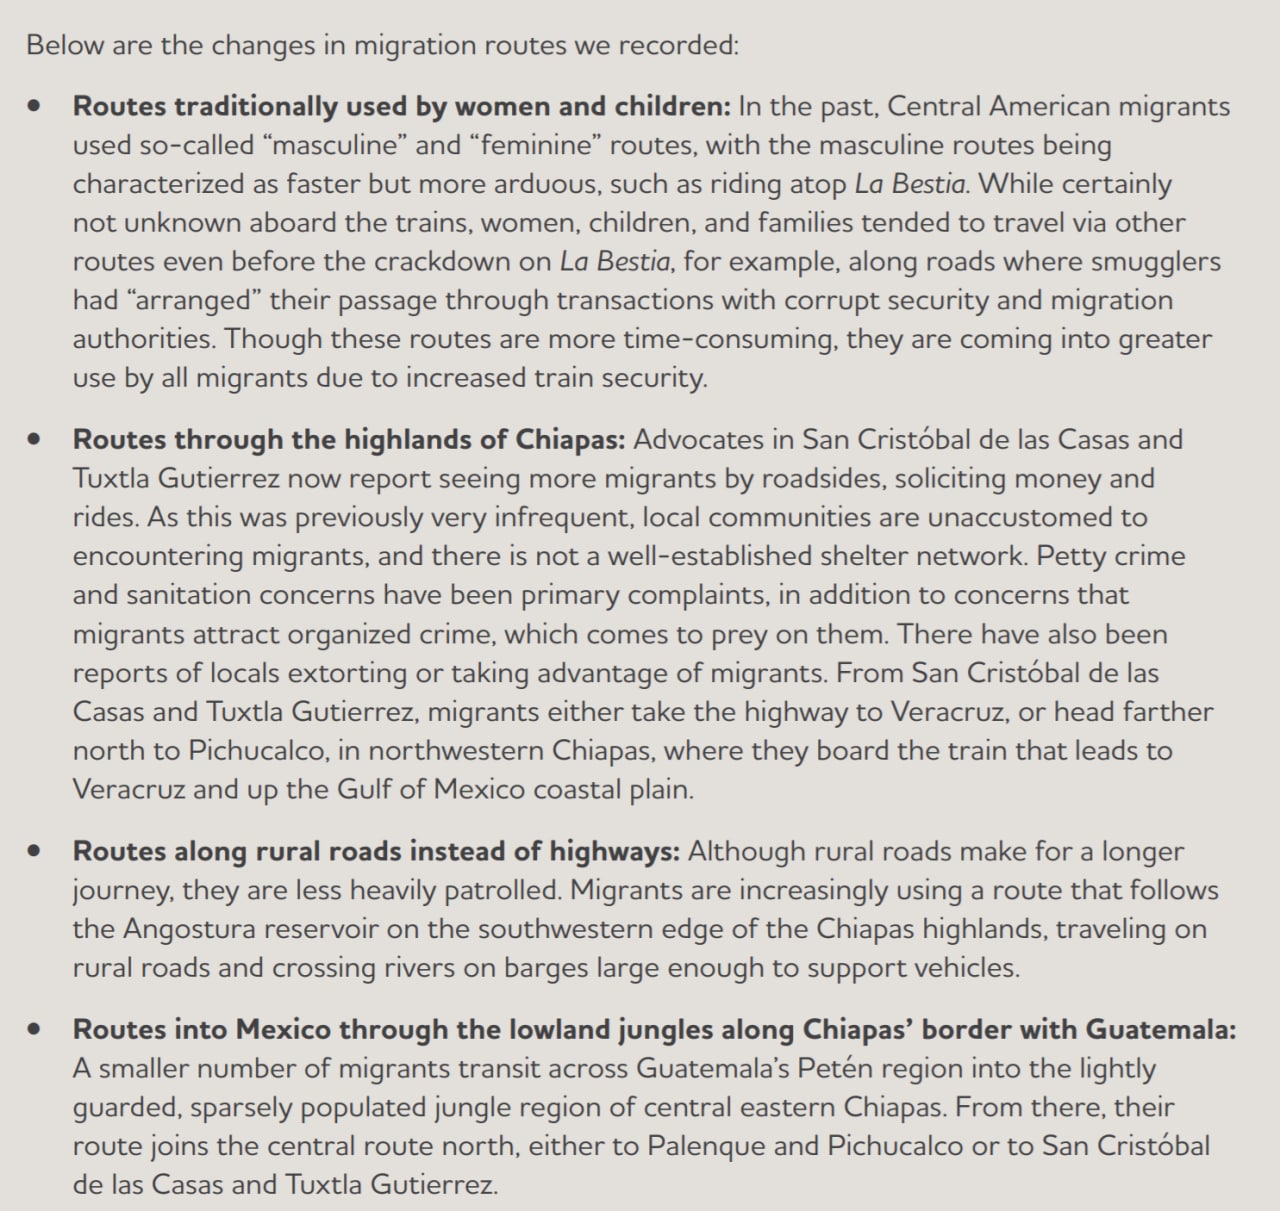 Below are the changes in migration routes we recorded:
• Routes traditionally used by women and children: In the past, Central American migrants
used so-called “masculine” and “feminine” routes, with the masculine routes being
characterized as faster but more arduous, such as riding atop La Bestia. While certainly
not unknown aboard the trains, women, children, and families tended to travel via other
routes even before the crackdown on La Bestia, for example, along roads where smugglers
had “arranged” their passage through transactions with corrupt security and migration
authorities. Though these routes are more time-consuming, they are coming into greater
use by all migrants due to increased train security.
• Routes through the highlands of Chiapas: Advocates in San Cristóbal de las Casas and
Tuxtla Gutierrez now report seeing more migrants by roadsides, soliciting money and
rides. As this was previously very infrequent, local communities are unaccustomed to
encountering migrants, and there is not a well-established shelter network. Petty crime
and sanitation concerns have been primary complaints, in addition to concerns that
migrants attract organized crime, which comes to prey on them. There have also been
reports of locals extorting or taking advantage of migrants. From San Cristóbal de las
Casas and Tuxtla Gutierrez, migrants either take the highway to Veracruz, or head farther
north to Pichucalco, in northwestern Chiapas, where they board the train that leads to
Veracruz and up the Gulf of Mexico coastal plain.
• Routes along rural roads instead of highways: Although rural roads make for a longer
journey, they are less heavily patrolled. Migrants are increasingly using a route that follows
the Angostura reservoir on the southwestern edge of the Chiapas highlands, traveling on
rural roads and crossing rivers on barges large enough to support vehicles.
• Routes into Mexico through the lowland jungles along Chiapas’ border with Guatemala:
A smaller number of migrants transit across Guatemala’s Petén region into the lightly
guarded, sparsely populated jungle region of central eastern Chiapas. From there, their
route joins the central route north, either to Palenque and Pichucalco or to San Cristóbal
de las Casas and Tuxtla Gutierrez.